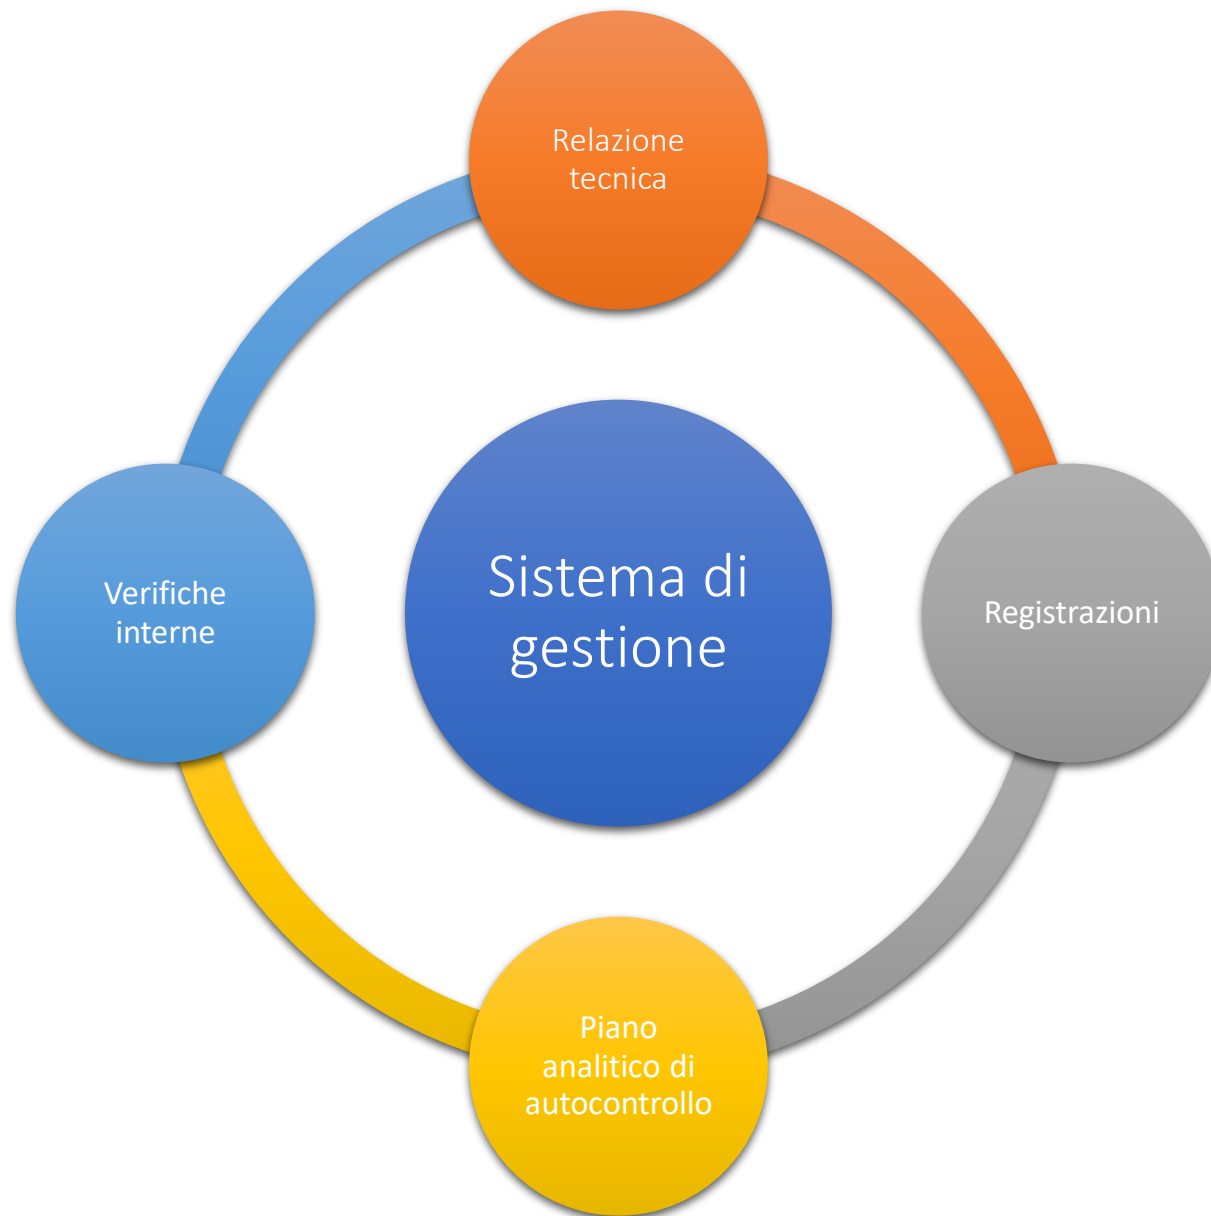 Relazione
tecnica
Sistema di
gestione
Verifiche
interne
Registrazioni
Piano
analitico di
autocontrollo